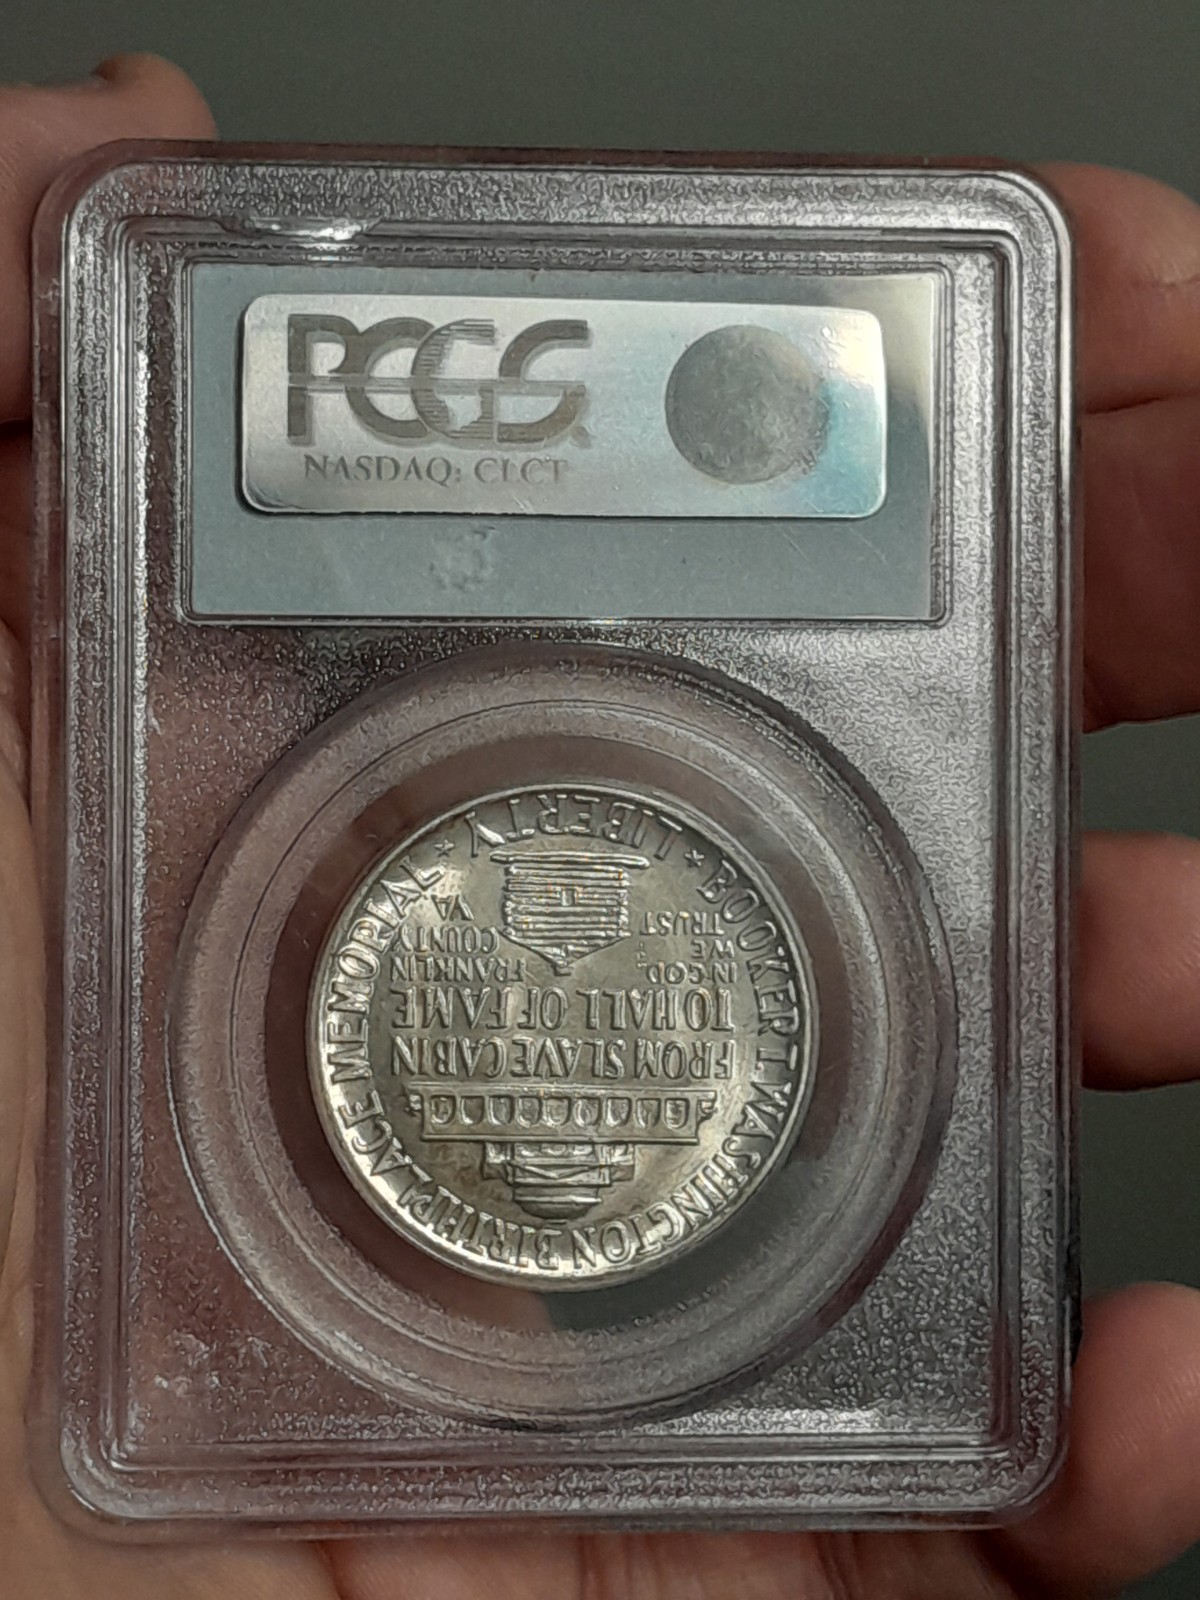 PCGS
NASDAQ: CLCT
BOOKER T. WASHINGTON BIRTHPLACE MEMORIAL
FROM SLAVE CABIN
TO HALL OF FAME
IN GOD
WE
TRUST
FRANKLIN
COUNTY
VA
LIBERTY